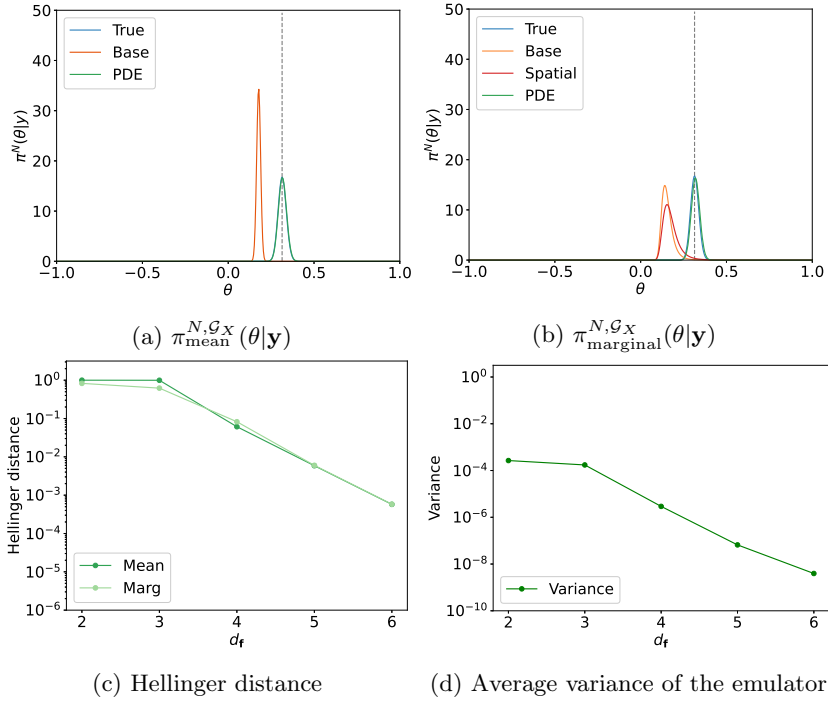 50
40
30
20
10
0
π^N(θ|y)
True
Base
PDE
−1.0 −0.5 0.0 0.5 1.0
θ
(a) π_mean^{N,𝒢_X}(θ|𝐲)
50
40
30
20
10
0
π^N(θ|y)
True
Base
Spatial
PDE
−1.0 −0.5 0.0 0.5 1.0
θ
(b) π_marginal^{N,𝒢_X}(θ|𝐲)
10^0
10^−1
10^−2
10^−3
10^−4
10^−5
10^−6
Hellinger distance
Mean
Marg
2 3 4 5 6
d_𝐟
(c) Hellinger distance
10^0
10^−2
10^−4
10^−6
10^−8
10^−10
Variance
Variance
2 3 4 5 6
d_𝐟
(d) Average variance of the emulator